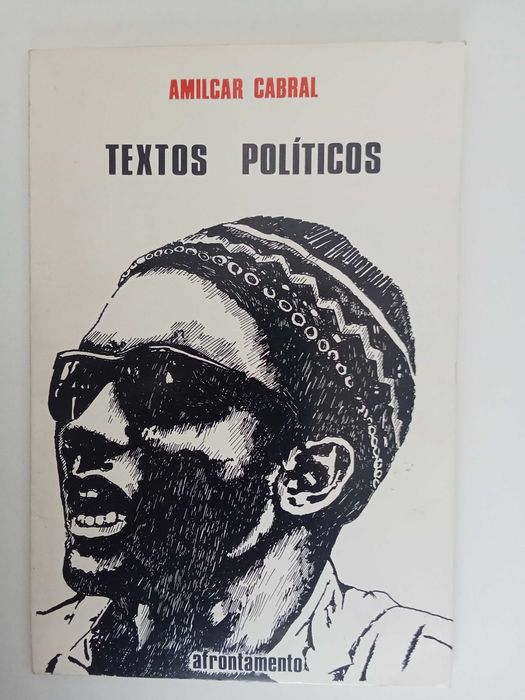 AMILCAR CABRAL
TEXTOS POLÍTICOS
afrontamento